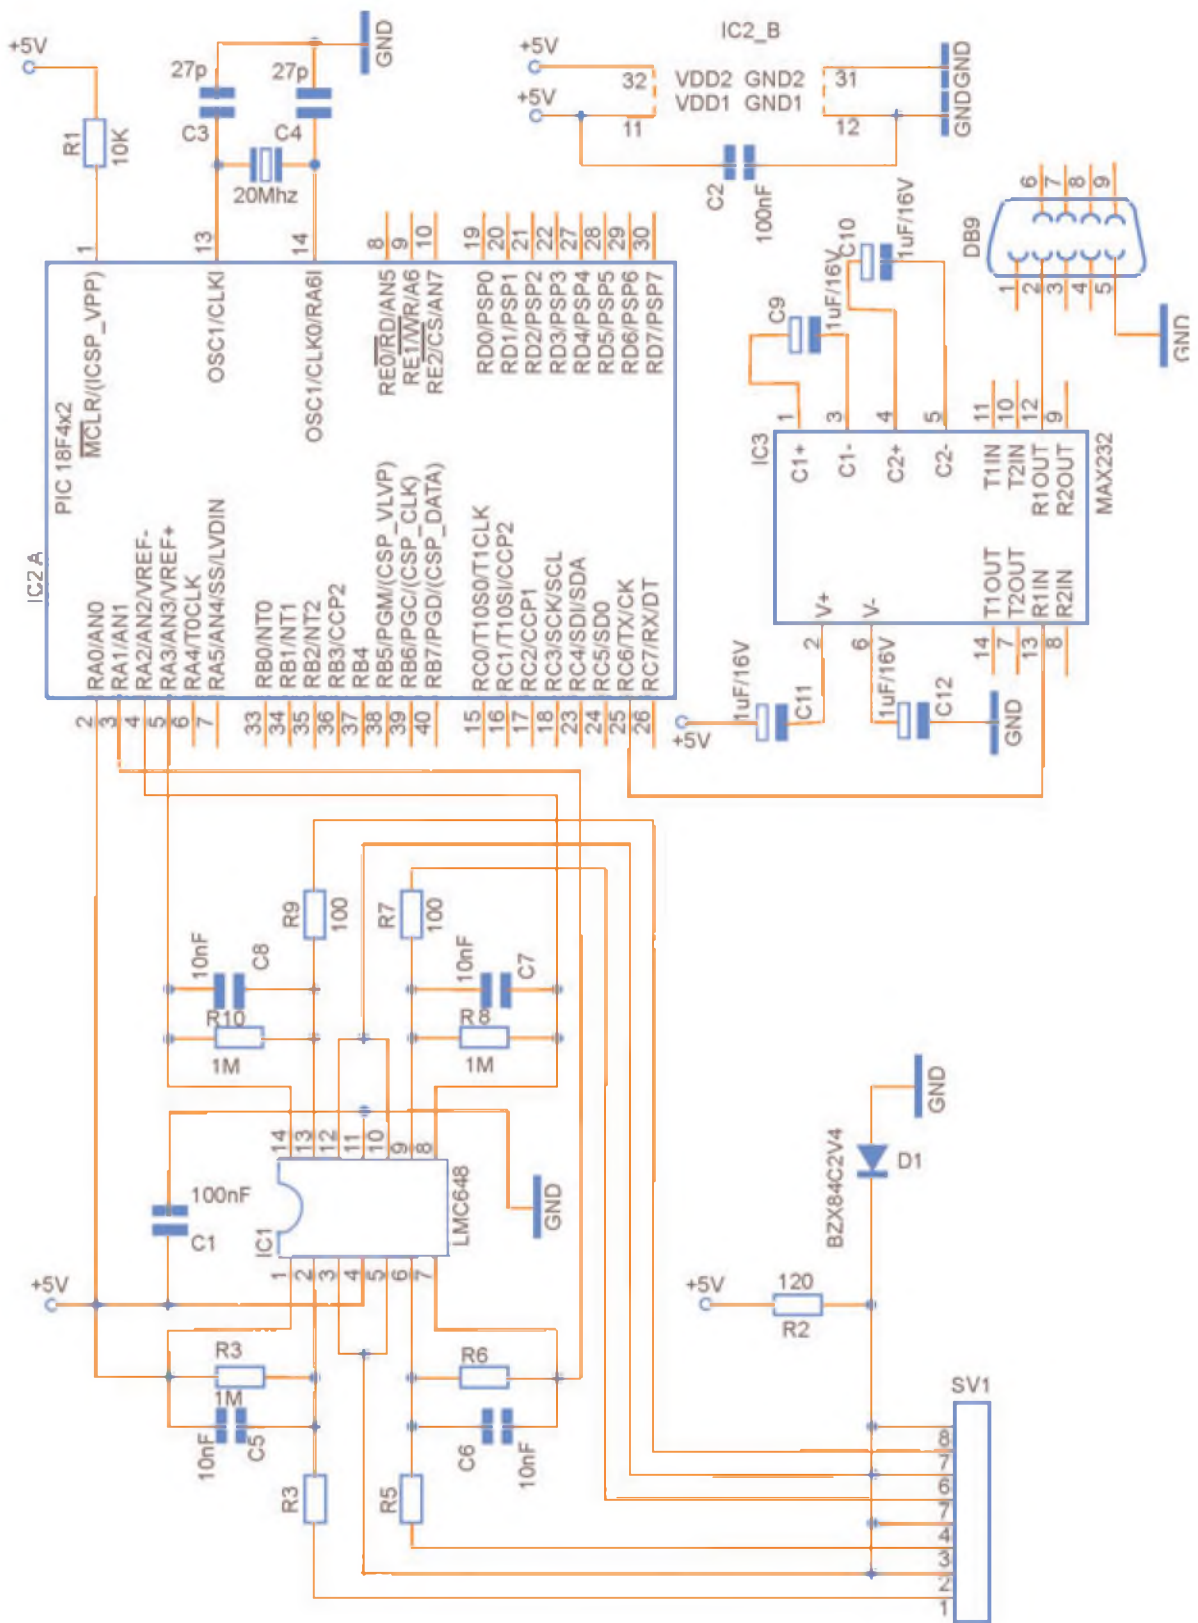 +5V
27p
27p
GND
IC2_B
+5V
+5V
32
VDD2 GND2
31
VDD1 GND1
11
12
GND
GND
R1
10K
C3
C4
20Mhz
C2
100nF
1
13
14
8
9
10
19
20
21
22
27
28
29
30
PIC 18F4x2
IC2 A
MCLR/(ICSP_VPP)
OSC1/CLKI
OSC1/CLK0/RA6I
RE0/RD/AN5
RE1/WR/A6
RE2/CS/AN7
RD0/PSP0
RD1/PSP1
RD2/PSP2
RD3/PSP3
RD4/PSP4
RD5/PSP5
RD6/PSP6
RD7/PSP7
RA0/AN0
RA1/AN1
RA2/AN2/VREF-
RA3/AN3/VREF+
RA4/T0CLK
RA5/AN4/SS/LVDIN
RB0/NT0
RB1/NT1
RB2/NT2
RB3/CCP2
RB4
RB5/PGM/(CSP_VLVP)
RB6/PGC/(CSP_CLK)
RB7/PGD/(CSP_DATA)
RC0/T10S0/T1CLK
RC1/T10SI/CCP2
RC2/CCP1
RC3/SCK/SCL
RC4/SDI/SDA
RC5/SD0
RC6/TX/CK
RC7/RX/DT
2
3
4
5
6
7
33
34
35
36
37
38
39
40
15
16
17
18
23
24
25
26
DB9
6
7
8
9
1
2
3
4
5
GND
C10
1uF/16V
C9
1uF/16V
IC3
MAX232
1
3
4
5
11
10
12
9
C1+
C1-
C2+
C2-
T1IN
T2IN
R1OUT
R2OUT
V+
V-
T1OUT
T2OUT
R1IN
R2IN
2
6
14
7
13
8
1uF/16V
C11
+5V
1uF/16V
C12
GND
R9
100
R7
100
10nF
C8
10nF
C7
R10
1M
R8
1M
14
13
12
11
10
9
8
100nF
C1
IC1
LMC648
GND
1
2
3
4
5
6
7
+5V
R3
1M
10nF
C5
R6
C6
10nF
R3
R5
GND
BZX84C2V4
D1
+5V
120
R2
SV1
8
7
6
7
4
3
2
1